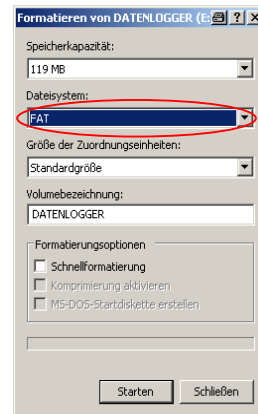 Formatieren von DATENLOGGER (E:
Speicherkapazität:
119 MB
Dateisystem:
FAT
Größe der Zuordnungseinheiten:
Standardgröße
Volumebezeichnung:
DATENLOGGER
Formatierungsoptionen
Schnellformatierung
Komprimierung aktivieren
MS-DOS-Startdiskette erstellen
Starten Schließen